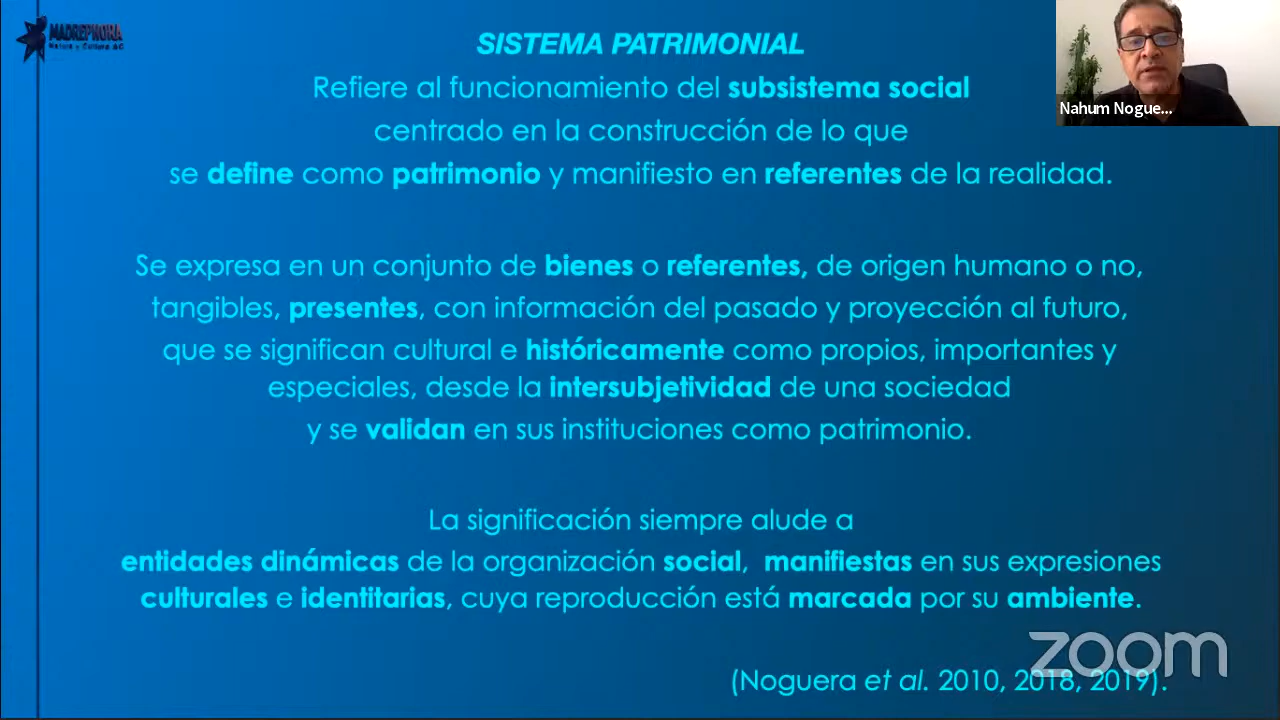 MADREPHORA
Natura y Cultura AC
SISTEMA PATRIMONIAL
Refiere al funcionamiento del subsistema social
centrado en la construcción de lo que
se define como patrimonio y manifiesto en referentes de la realidad.
Se expresa en un conjunto de bienes o referentes, de origen humano o no,
tangibles, presentes, con información del pasado y proyección al futuro,
que se significan cultural e históricamente como propios, importantes y
especiales, desde la intersubjetividad de una sociedad
y se validan en sus instituciones como patrimonio.
La significación siempre alude a
entidades dinámicas de la organización social, manifiestas en sus expresiones
culturales e identitarias, cuya reproducción está marcada por su ambiente.
(Noguera et al. 2010, 2018, 2019).
Nahum Nogue...
zoom